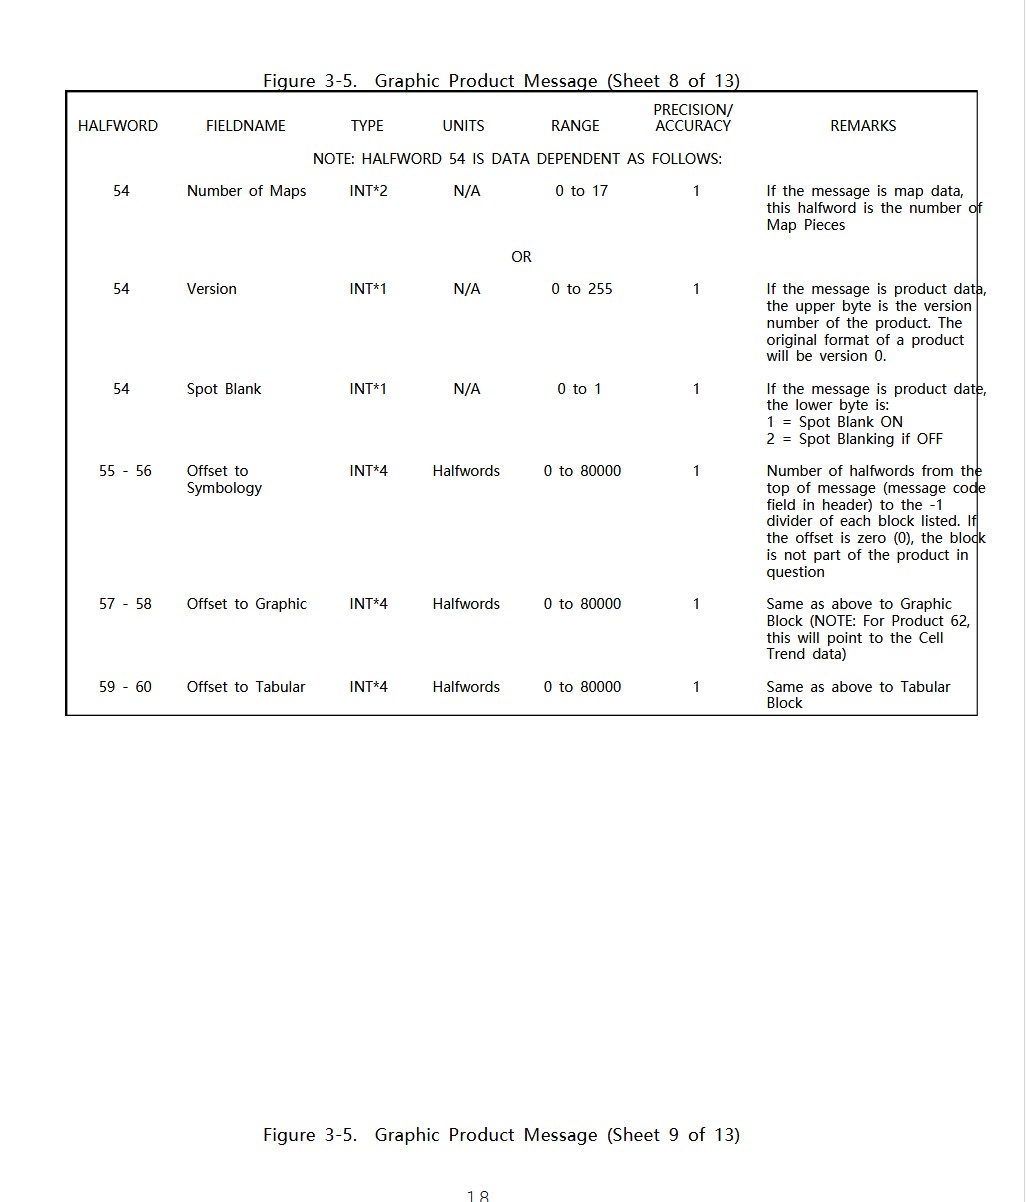 Figure 3-5. Graphic Product Message (Sheet 8 of 13)
PRECISION/
HALFWORD FIELDNAME TYPE UNITS RANGE ACCURACY REMARKS
NOTE: HALFWORD 54 IS DATA DEPENDENT AS FOLLOWS:
54 Number of Maps INT*2 N/A 0 to 17 1 If the message is map data,
this halfword is the number of
Map Pieces
OR
54 Version INT*1 N/A 0 to 255 1 If the message is product data,
the upper byte is the version
number of the product. The
original format of a product
will be version 0.
54 Spot Blank INT*1 N/A 0 to 1 1 If the message is product date,
the lower byte is:
1 = Spot Blank ON
2 = Spot Blanking if OFF
55 - 56 Offset to INT*4 Halfwords 0 to 80000 1 Number of halfwords from the
Symbology top of message (message code
field in header) to the -1
divider of each block listed. If
the offset is zero (0), the block
is not part of the product in
question
57 - 58 Offset to Graphic INT*4 Halfwords 0 to 80000 1 Same as above to Graphic
Block (NOTE: For Product 62,
this will point to the Cell
Trend data)
59 - 60 Offset to Tabular INT*4 Halfwords 0 to 80000 1 Same as above to Tabular
Block
Figure 3-5. Graphic Product Message (Sheet 9 of 13)
18